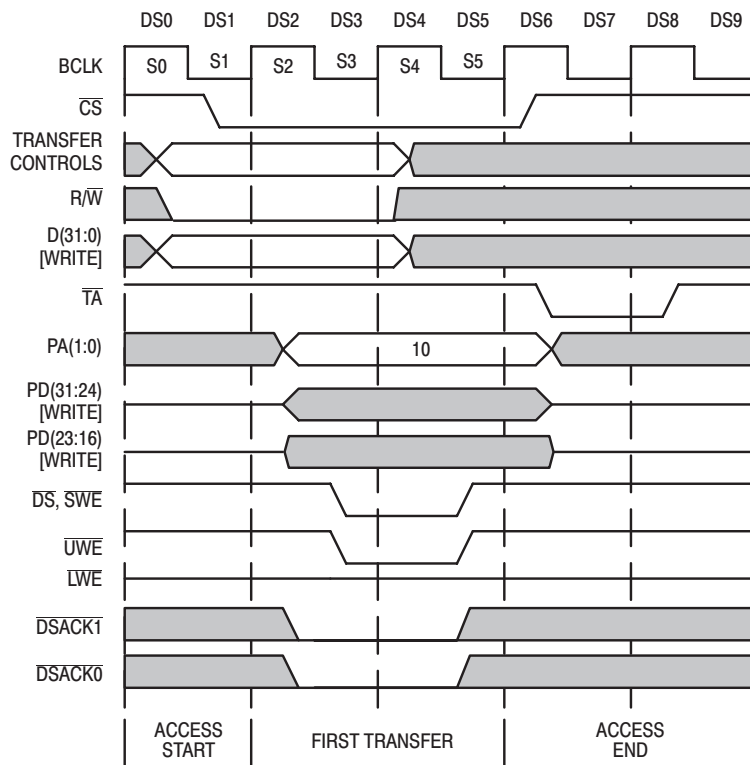 DS0 DS1 DS2 DS3 DS4 DS5 DS6 DS7 DS8 DS9
BCLK S0 S1 S2 S3 S4 S5
CS
TRANSFER
CONTROLS
R/W
D(31:0)
[WRITE]
TA
PA(1:0) 10
PD(31:24)
[WRITE]
PD(23:16)
[WRITE]
DS, SWE
UWE
LWE
DSACK1
DSACK0
ACCESS
START
FIRST TRANSFER
ACCESS
END